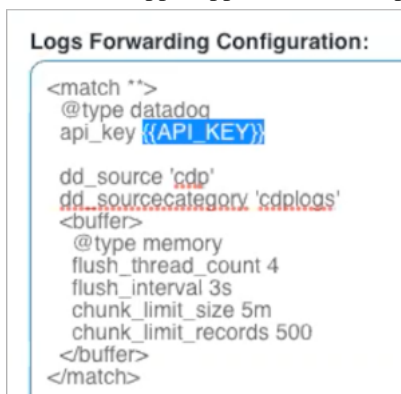 Logs Forwarding Configuration:
<match **>
@type datadog
api_key {{API_KEY}}
dd_source 'cdp'
dd_sourcecategory 'cdplogs'
<buffer>
@type memory
flush_thread_count 4
flush_interval 3s
chunk_limit_size 5m
chunk_limit_records 500
</buffer>
</match>